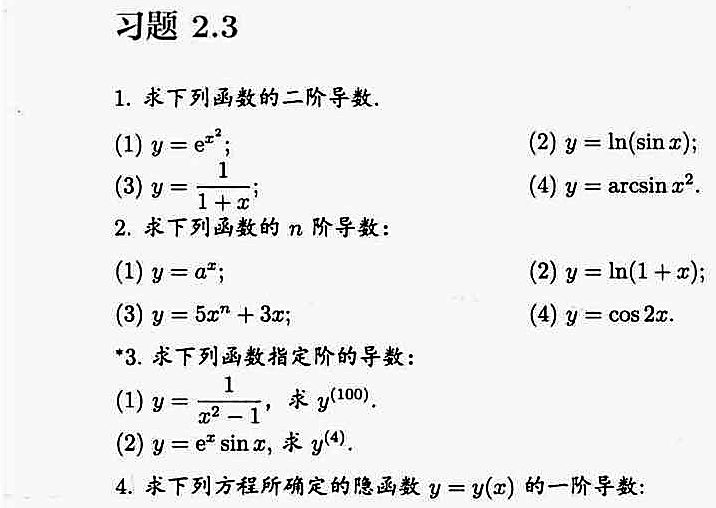 习题 2.3
1. 求下列函数的二阶导数.
(1) y = e^{x^2}; (2) y = ln(sin x);
(3) y = \frac{1}{1 + x}; (4) y = arcsin x^2.
2. 求下列函数的 n 阶导数:
(1) y = a^x; (2) y = ln(1 + x);
(3) y = 5x^n + 3x; (4) y = cos 2x.
*3. 求下列函数指定阶的导数:
(1) y = \frac{1}{x^2 - 1}, 求 y^{(100)}.
(2) y = e^x sin x, 求 y^{(4)}.
4. 求下列方程所确定的隐函数 y = y(x) 的一阶导数: